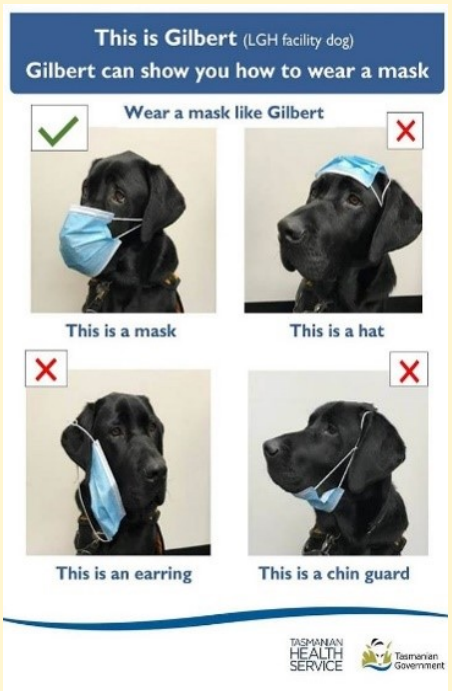 This is Gilbert (LGH facility dog)
Gilbert can show you how to wear a mask
Wear a mask like Gilbert
This is a mask
This is a hat
This is an earring
This is a chin guard
TASMANIAN
HEALTH
SERVICE
Tasmanian
Government